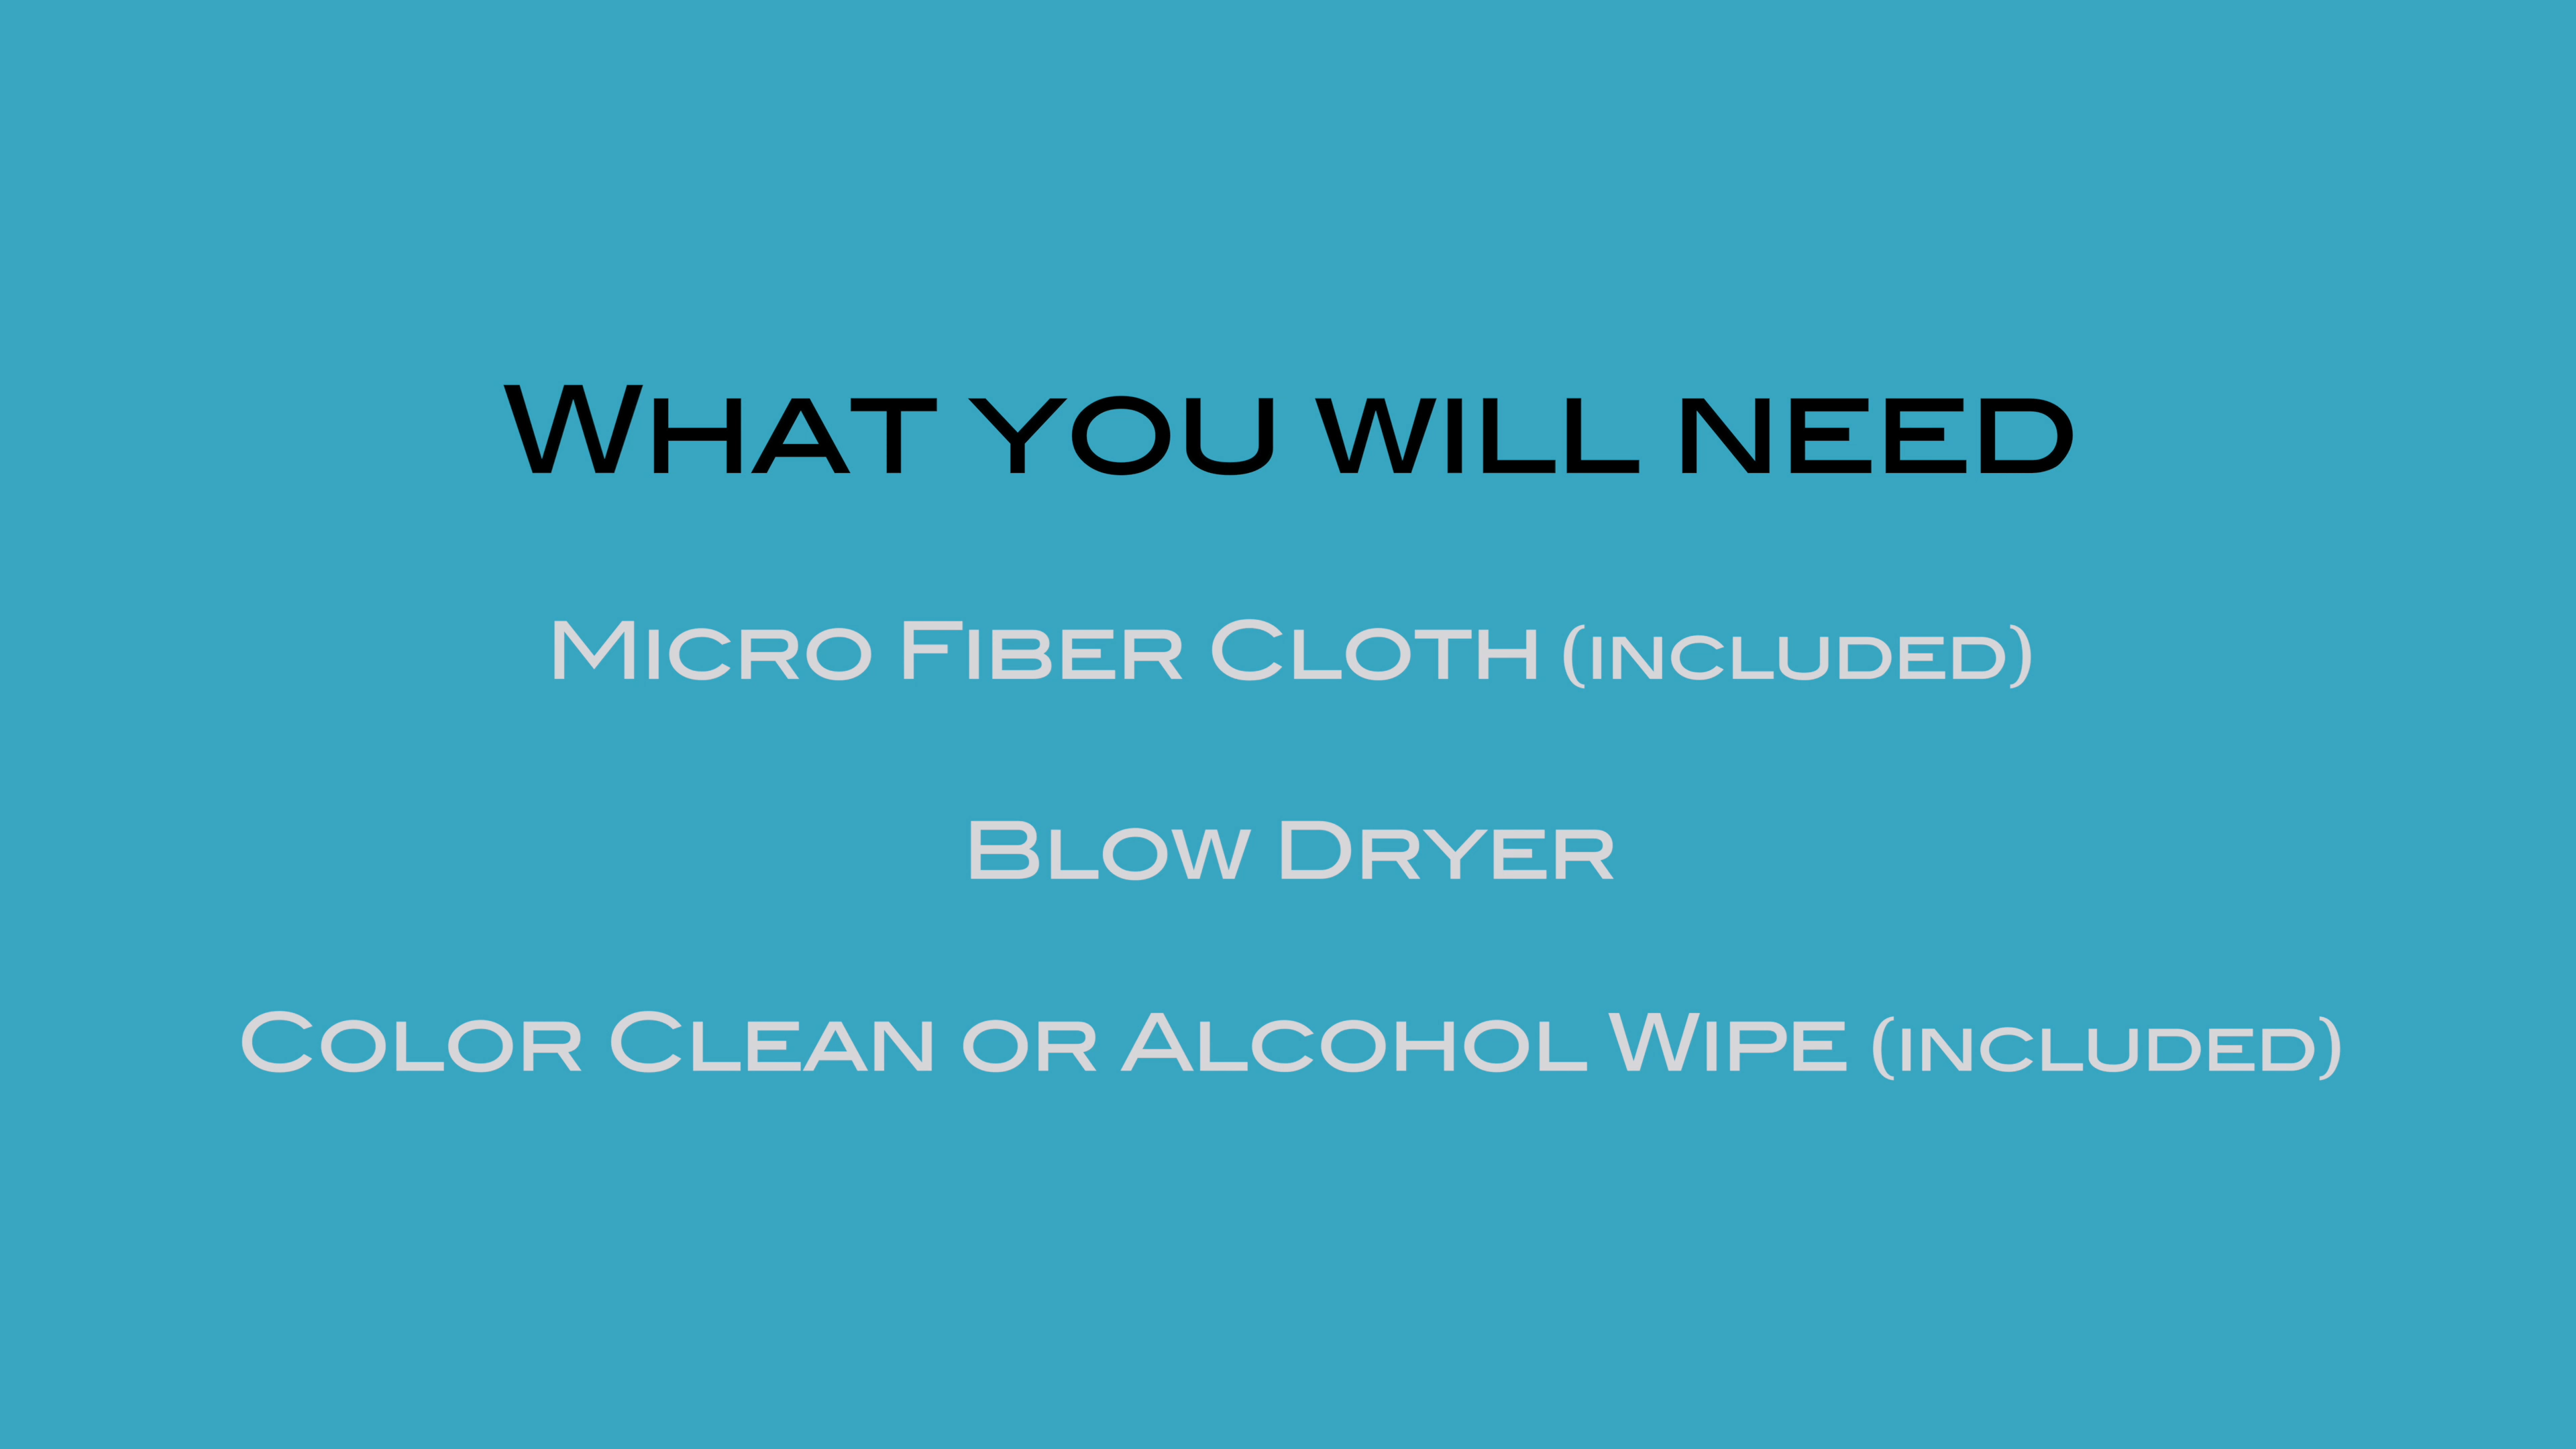 What you will need
Micro Fiber Cloth (included)
Blow Dryer
Color Clean or Alcohol Wipe (included)